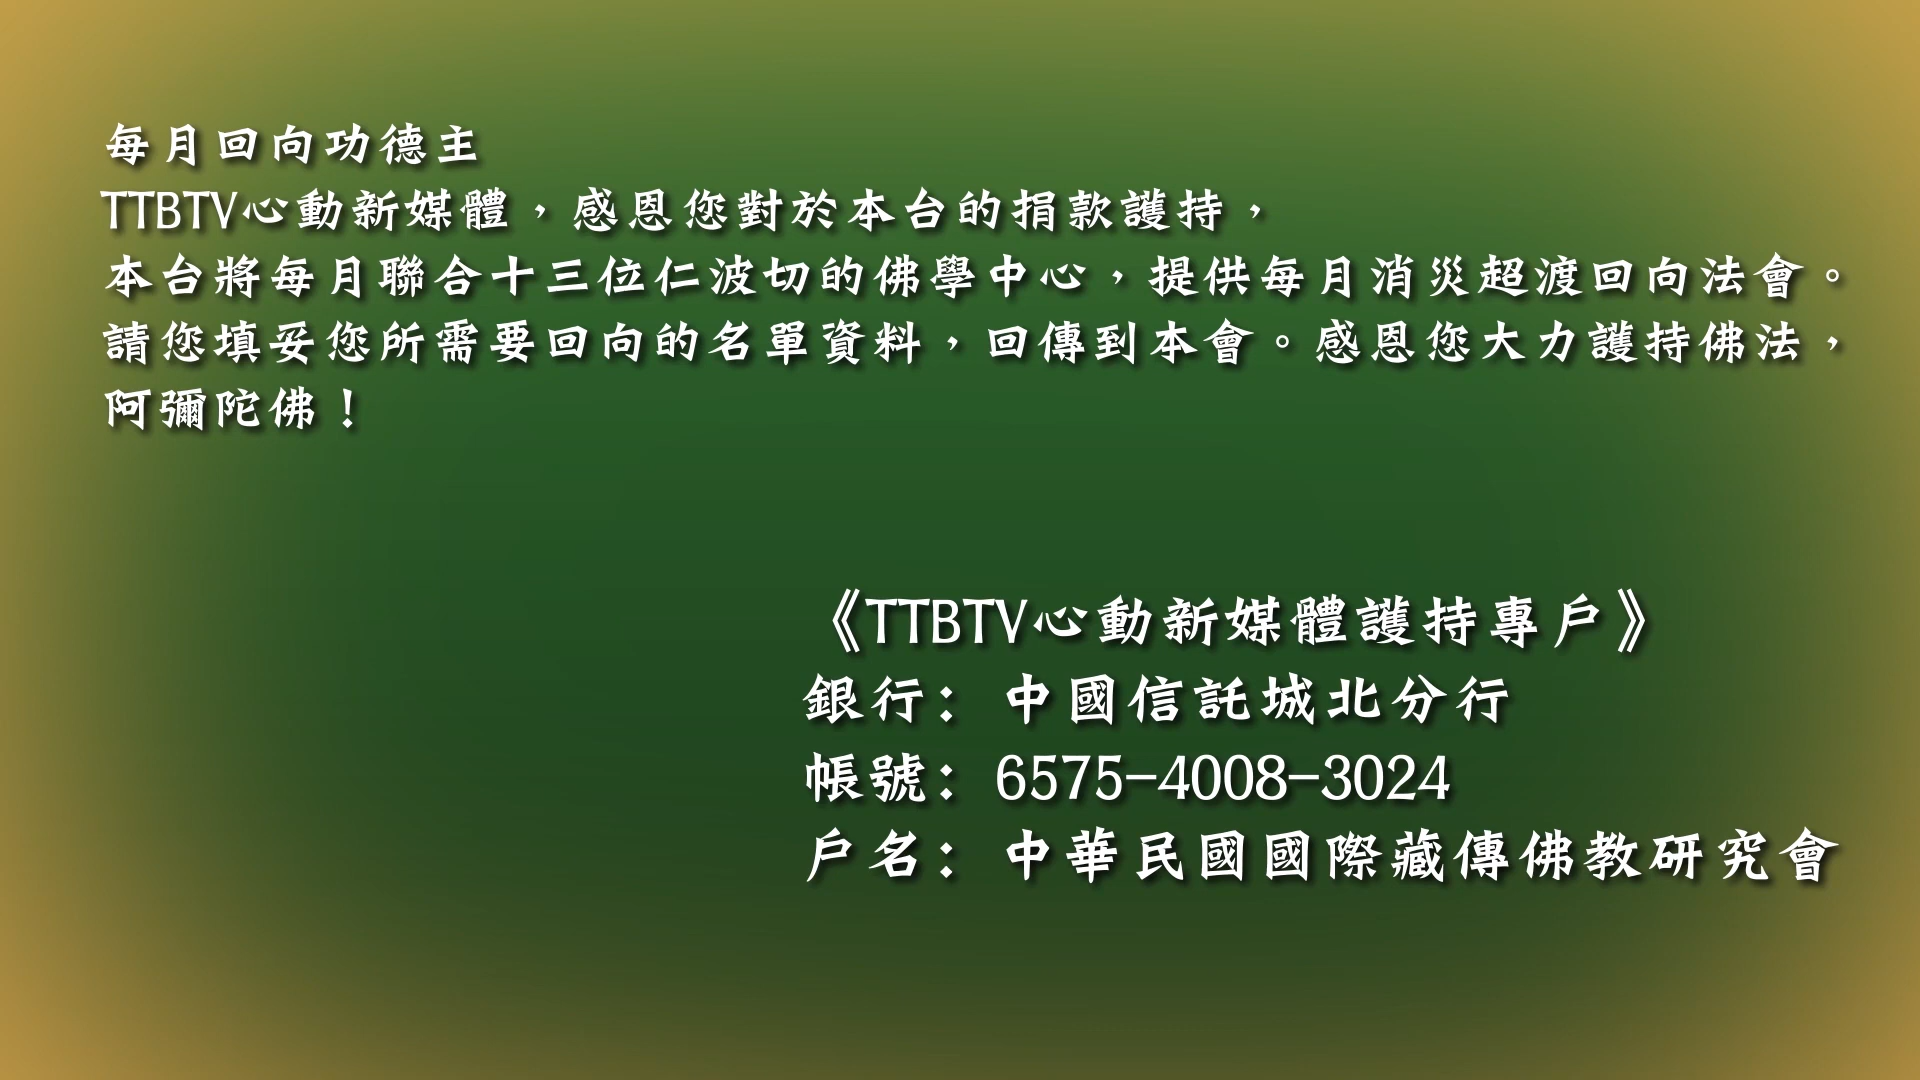 每月回向功德主
TTBTV心動新媒體，感恩您對於本台的捐款護持，
本台將每月聯合十三位仁波切的佛學中心，提供每月消災超渡回向法會。
請您填妥您所需要回向的名單資料，回傳到本會。感恩您大力護持佛法，
阿彌陀佛！
《TTBTV心動新媒體護持專戶》
銀行：中國信託城北分行
帳號：6575-4008-3024
戶名：中華民國國際藏傳佛教研究會